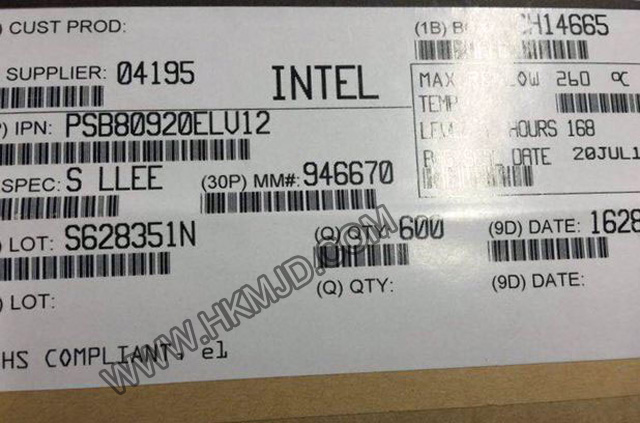 ) CUST PROD:
(1B) B CH14665
SUPPLIER: 04195
INTEL
MAX LOW 260 °C
TEMP
) IPN: PSB80920ELV12
HOURS 168
DATE 20JUL1
SPEC: S LLEE
(30P) MM#: 946670
) LOT: S628351N
(Q) QTY: 600
(9D) DATE: 1628
) LOT:
(Q) QTY:
(9D) DATE:
HS COMPLIANT. e1
WWW.HKMJD.COM